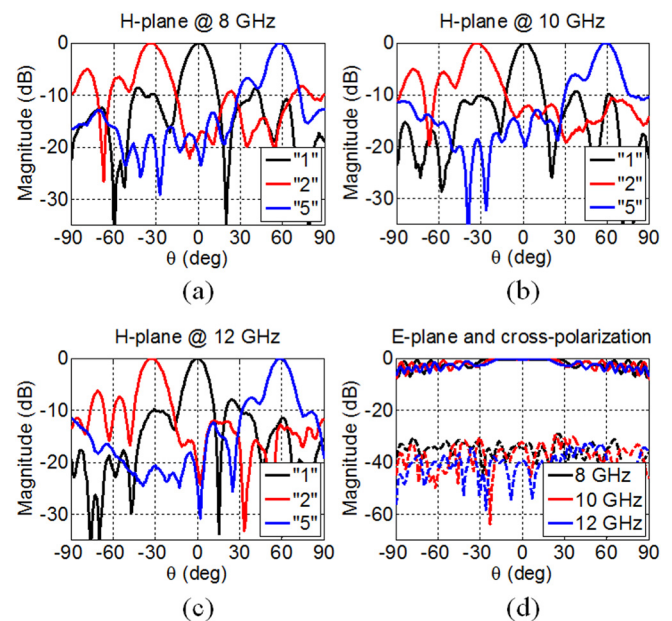 H-plane @ 8 GHz
Magnitude (dB)
0
-10
-20
-30
"1"
"2"
"5"
-90 -60 -30 0 30 60 90
θ (deg)
(a)
H-plane @ 10 GHz
Magnitude (dB)
0
-10
-20
-30
"1"
"2"
"5"
-90 -60 -30 0 30 60 90
θ (deg)
(b)
H-plane @ 12 GHz
Magnitude (dB)
0
-10
-20
-30
"1"
"2"
"5"
-90 -60 -30 0 30 60 90
θ (deg)
(c)
E-plane and cross-polarization
Magnitude (dB)
0
-20
-40
-60
8 GHz
10 GHz
12 GHz
-90 -60 -30 0 30 60 90
θ (deg)
(d)